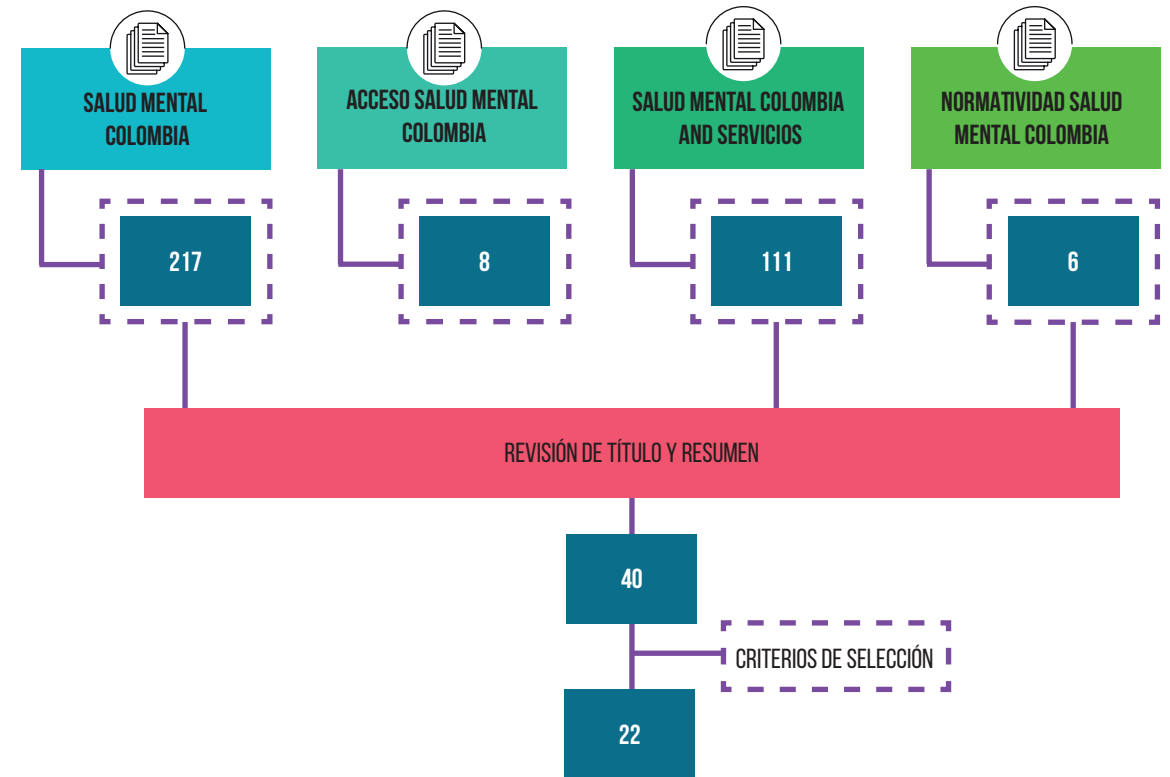 SALUD MENTAL
COLOMBIA
ACCESO SALUD MENTAL
COLOMBIA
SALUD MENTAL COLOMBIA
AND SERVICIOS
NORMATIVIDAD SALUD
MENTAL COLOMBIA
217
8
111
6
REVISIÓN DE TÍTULO Y RESUMEN
40
CRITERIOS DE SELECCIÓN
22